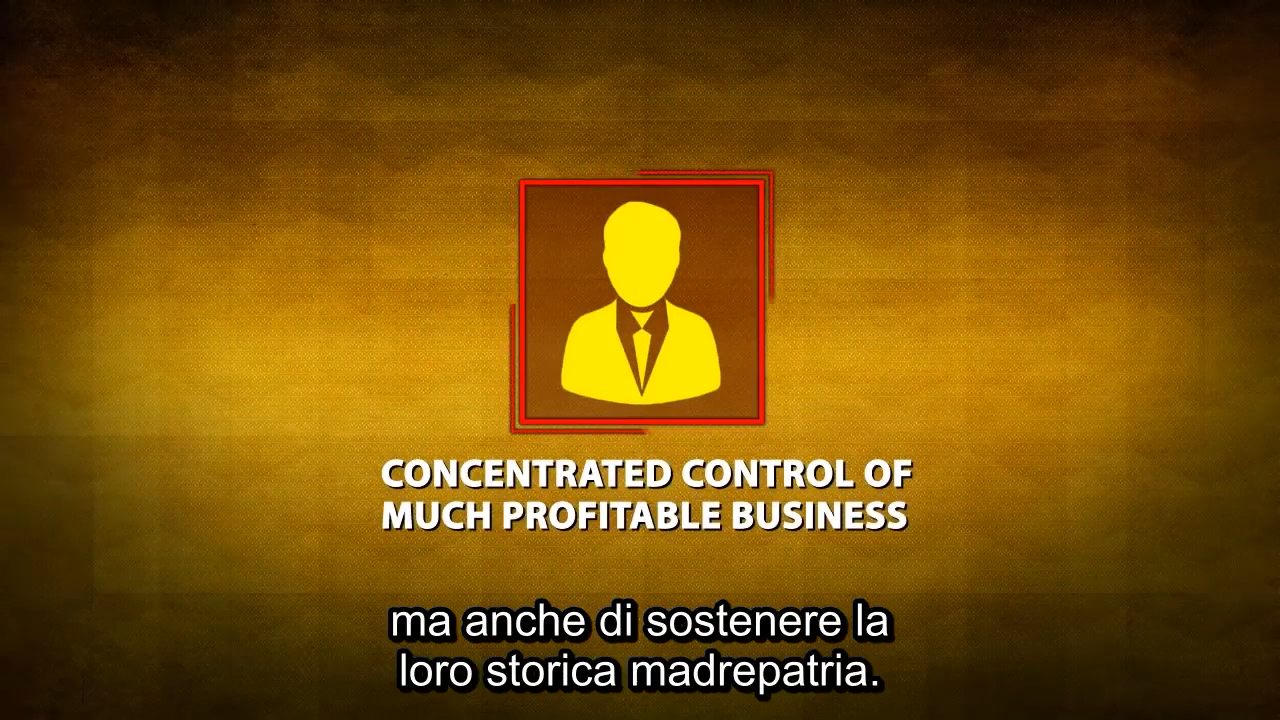 CONCENTRATED CONTROL OF
MUCH PROFITABLE BUSINESS
ma anche di sostenere la
loro storica madrepatria.